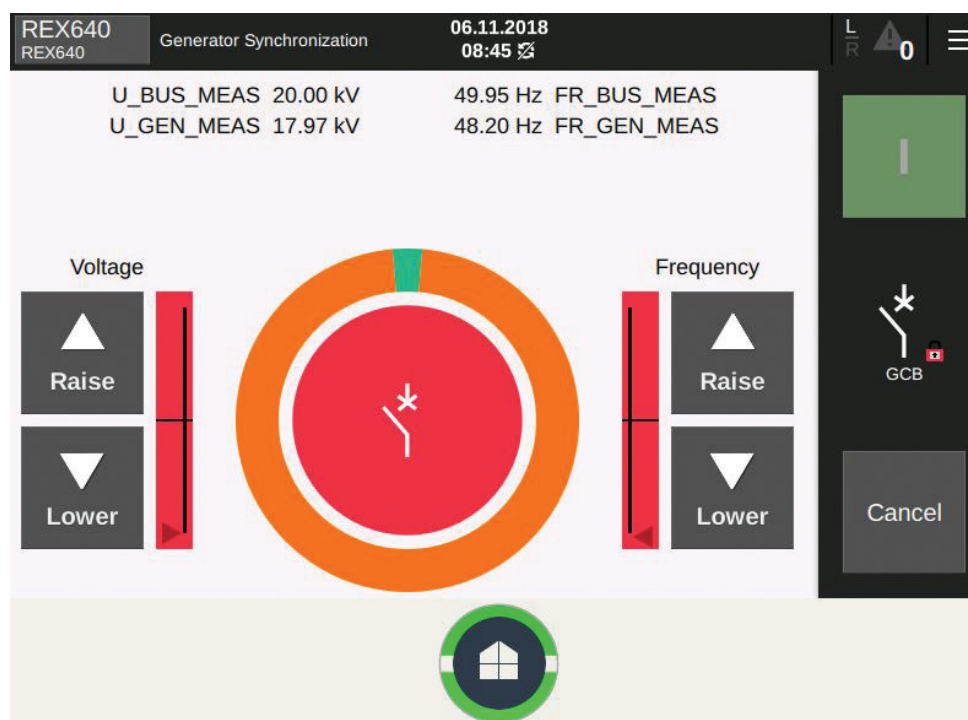 REX640
REX640
Generator Synchronization
06.11.2018
08:45
L
R
0
U_BUS_MEAS 20.00 kV 49.95 Hz FR_BUS_MEAS
U_GEN_MEAS 17.97 kV 48.20 Hz FR_GEN_MEAS
I
Voltage
Frequency
Raise
Raise
GCB
Lower
Lower
Cancel